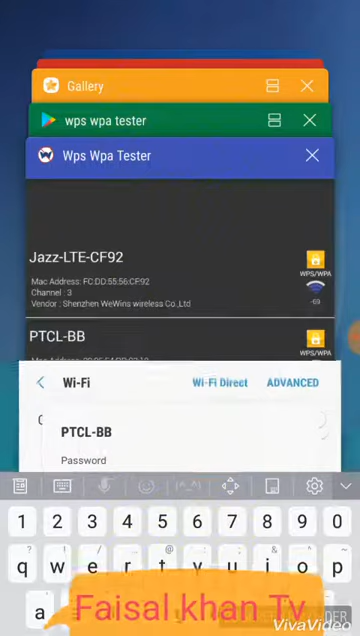 Gallery
wps wpa tester
Wps Wpa Tester
Jazz-LTE-CF92
Mac Address: FC:DD:55:56:CF92
Channel : 3
Vendor : Shenzhen WeWins wireless Co.,Ltd
WPS/WPA
-69
PTCL-BB
WPS/WPA
Wi-Fi
Wi-Fi Direct
ADVANCED
PTCL-BB
Password
1 2 3 4 5 6 7 8 9 0
q w e r t y u i o p
a
Faisal khan Tv
VivaVideo